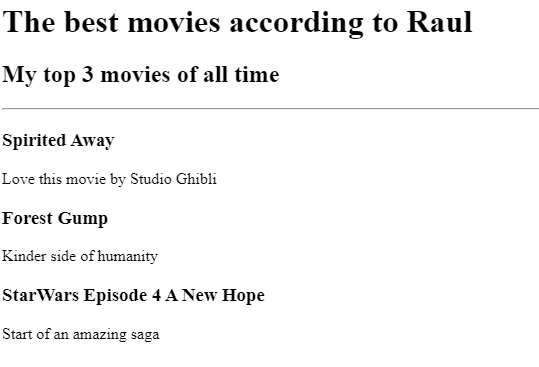 The best movies according to Raul
My top 3 movies of all time
Spirited Away
Love this movie by Studio Ghibli
Forest Gump
Kinder side of humanity
StarWars Episode 4 A New Hope
Start of an amazing saga